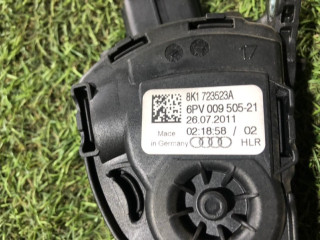 17
8K1 723523A
6PV 009 505-21
26.07.2011
Made 02:18:58 / 02
in Germany HLR